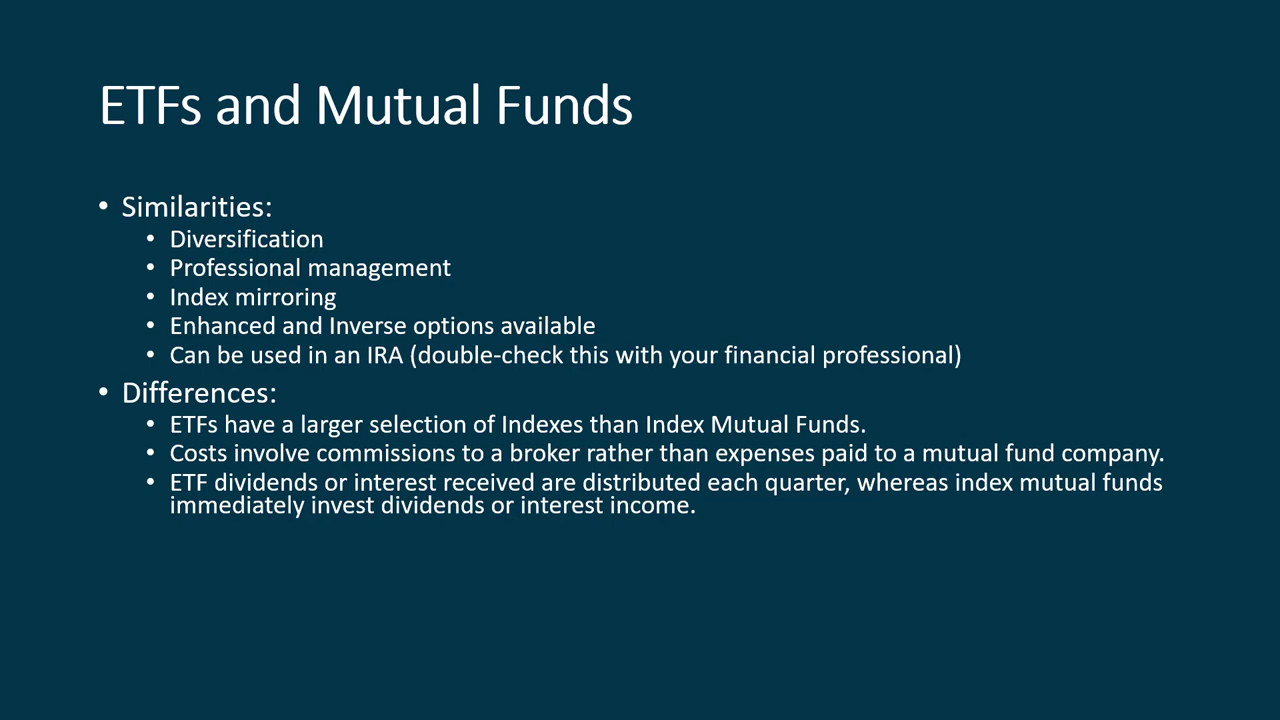 ETFs and Mutual Funds
• Similarities:
• Diversification
• Professional management
• Index mirroring
• Enhanced and Inverse options available
• Can be used in an IRA (double-check this with your financial professional)
• Differences:
• ETFs have a larger selection of Indexes than Index Mutual Funds.
• Costs involve commissions to a broker rather than expenses paid to a mutual fund company.
• ETF dividends or interest received are distributed each quarter, whereas index mutual funds
immediately invest dividends or interest income.